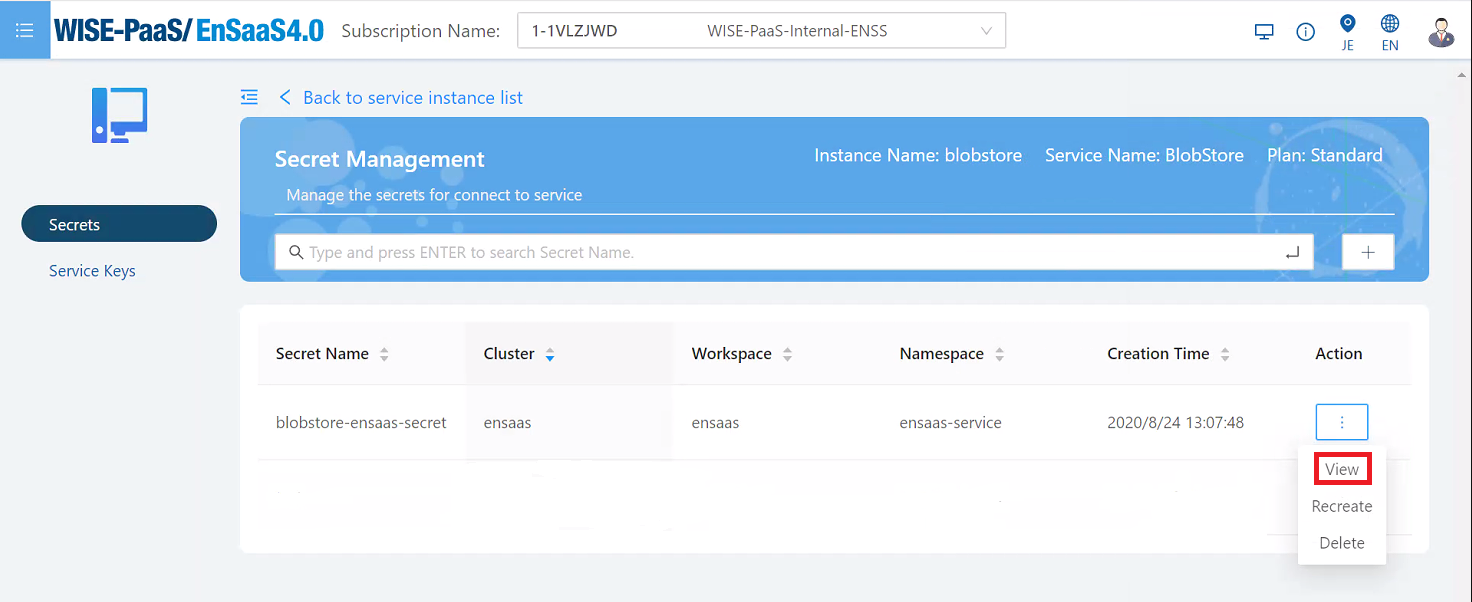 WISE-PaaS/ EnSaaS4.0 Subscription Name: 1-1VLZJWD WISE-PaaS-Internal-ENSS JE EN
Back to service instance list
Secret Management Instance Name: blobstore Service Name: BlobStore Plan: Standard
Manage the secrets for connect to service
Secrets
Service Keys
Type and press ENTER to search Secret Name.
Secret Name Cluster Workspace Namespace Creation Time Action
blobstore-ensaas-secret ensaas ensaas ensaas-service 2020/8/24 13:07:48
View
Recreate
Delete